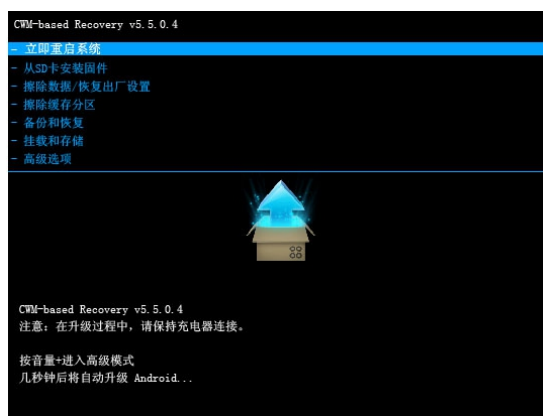 CWM-based Recovery v5.5.0.4
- 立即重启系统
- 从SD卡安装固件
- 擦除数据/恢复出厂设置
- 擦除缓存分区
- 备份和恢复
- 挂载和存储
- 高级选项
CWM-based Recovery v5.5.0.4
注意：在升级过程中，请保持充电器连接。
按音量+进入高级模式
几秒钟后将自动升级 Android...